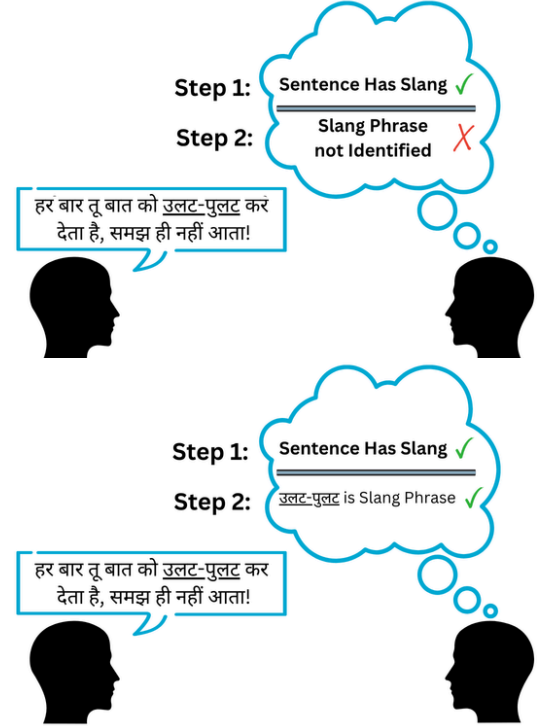 Step 1: Sentence Has Slang ✓
Step 2: Slang Phrase
not Identified X
हर बार तू बात को उलट-पुलट कर
देता है, समझ ही नहीं आता!
Step 1: Sentence Has Slang ✓
Step 2: उलट-पुलट is Slang Phrase ✓
हर बार तू बात को उलट-पुलट कर
देता है, समझ ही नहीं आता!